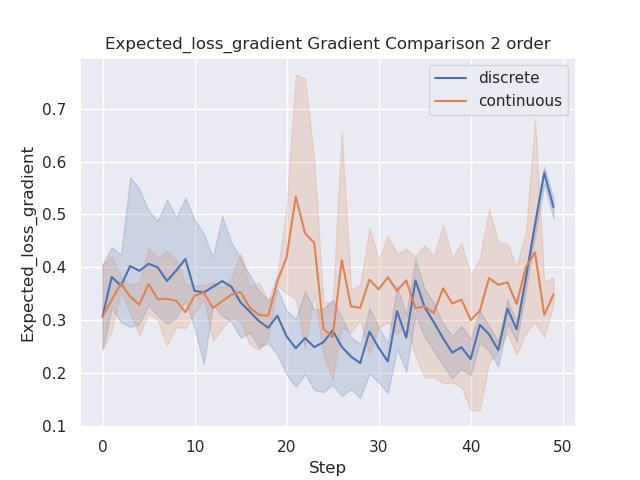 Expected_loss_gradient Gradient Comparison 2 order
discrete
continuous
0.7
0.6
0.5
0.4
0.3
0.2
0.1
Expected_loss_gradient
0
10
20
30
40
50
Step